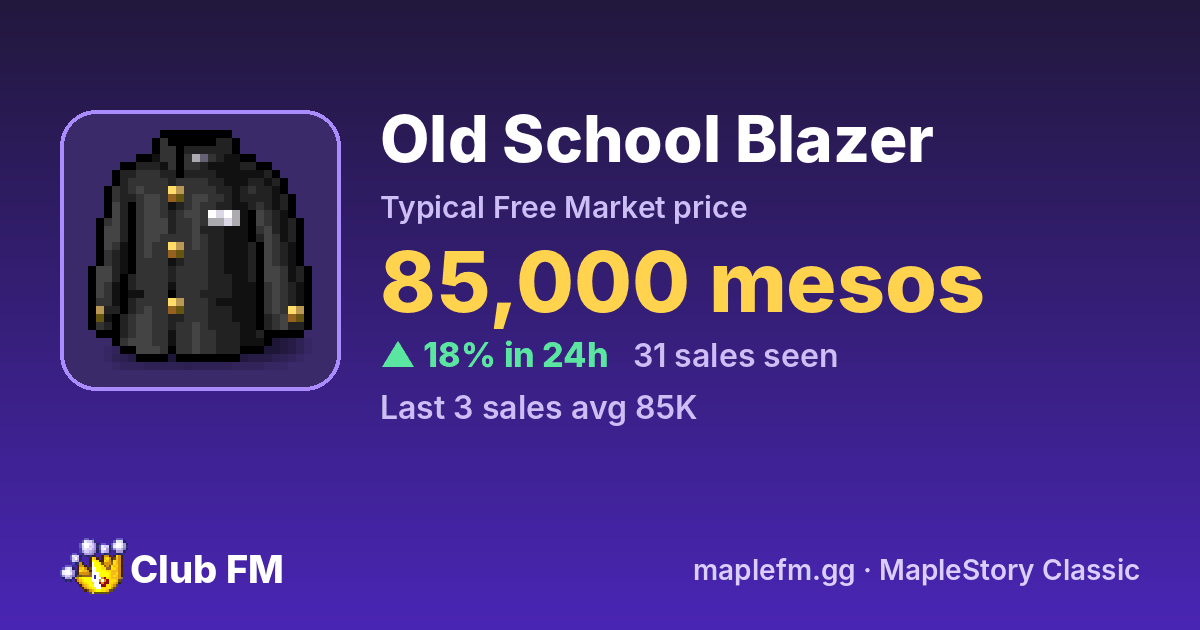 Old School Blazer
Typical Free Market price
85,000 mesos
▲ 18% in 24h 31 sales seen
Last 3 sales avg 85K
Club FM
maplefm.gg · MapleStory Classic